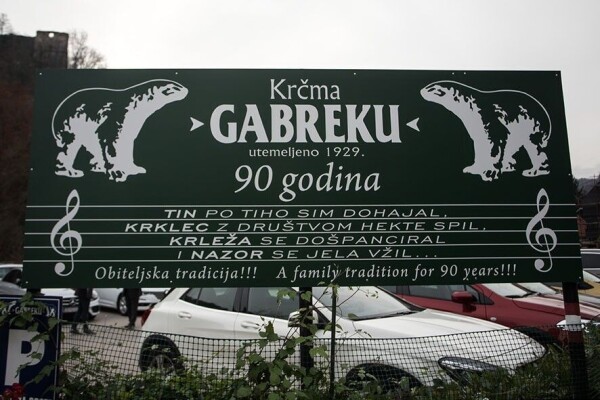 Krčma
GABREKU
utemeljeno 1929.
90 godina
TIN PO TIHO SIM DOHAJAL,
KRKLEC Z DRUŠTVOM HEKTE SPIL,
KRLEŽA SE DOŠPANCIRAL
I NAZOR SE JELA VŽIL...
Obiteljska tradicija!!! A family tradition for 90 years!!!
P